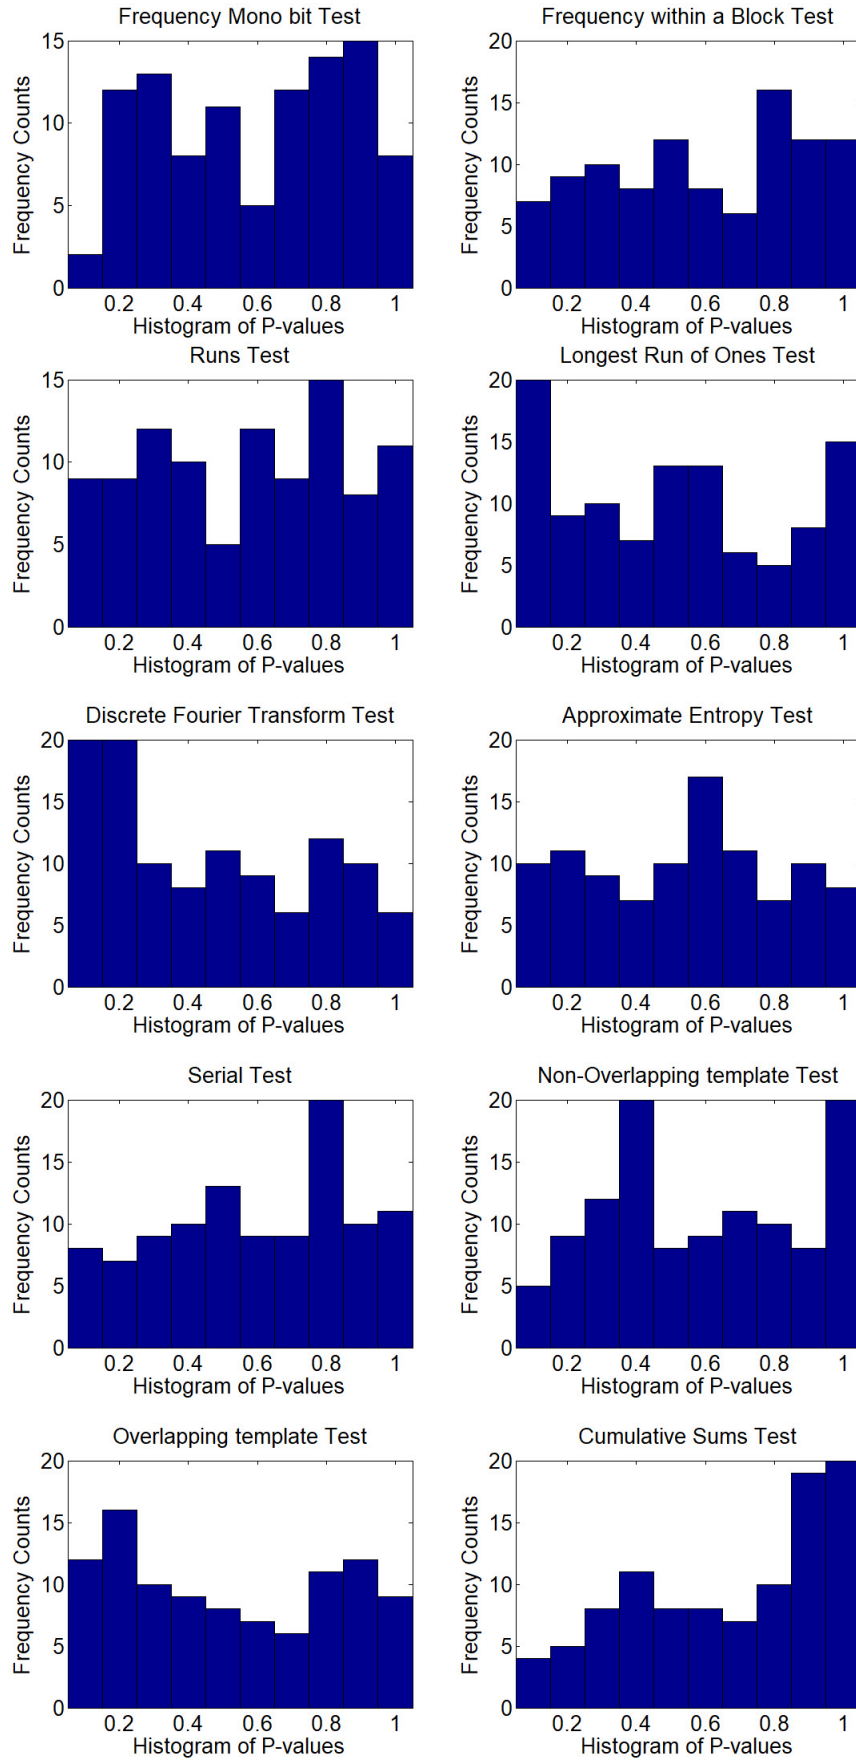 Frequency Mono bit Test
15
10
5
0
Frequency Counts
0.2 0.4 0.6 0.8 1
Histogram of P-values
Frequency within a Block Test
20
15
10
5
0
Frequency Counts
0.2 0.4 0.6 0.8 1
Histogram of P-values
Runs Test
15
10
5
0
Frequency Counts
0.2 0.4 0.6 0.8 1
Histogram of P-values
Longest Run of Ones Test
20
15
10
5
0
Frequency Counts
0.2 0.4 0.6 0.8 1
Histogram of P-values
Discrete Fourier Transform Test
20
15
10
5
0
Frequency Counts
0.2 0.4 0.6 0.8 1
Histogram of P-values
Approximate Entropy Test
20
15
10
5
0
Frequency Counts
0.2 0.4 0.6 0.8 1
Histogram of P-values
Serial Test
20
15
10
5
0
Frequency Counts
0.2 0.4 0.6 0.8 1
Histogram of P-values
Non-Overlapping template Test
20
15
10
5
0
Frequency Counts
0.2 0.4 0.6 0.8 1
Histogram of P-values
Overlapping template Test
20
15
10
5
0
Frequency Counts
0.2 0.4 0.6 0.8 1
Histogram of P-values
Cumulative Sums Test
20
15
10
5
0
Frequency Counts
0.2 0.4 0.6 0.8 1
Histogram of P-values